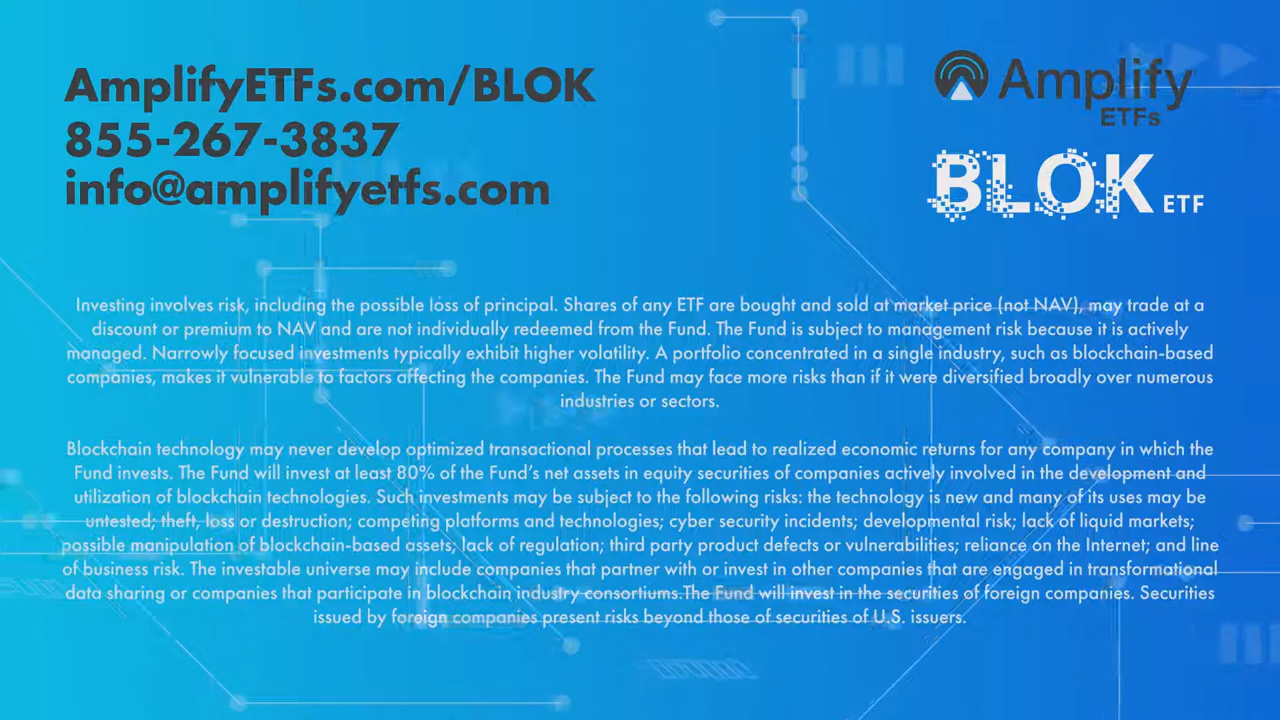 AmplifyETFs.com/BLOK
855-267-3837
info@amplifyetfs.com
Amplify
ETFs
BLOK ETF
Investing involves risk, including the possible loss of principal. Shares of any ETF are bought and sold at market price (not NAV), may trade at a
discount or premium to NAV and are not individually redeemed from the Fund. The Fund is subject to management risk because it is actively
managed. Narrowly focused investments typically exhibit higher volatility. A portfolio concentrated in a single industry, such as blockchain-based
companies, makes it vulnerable to factors affecting the companies. The Fund may face more risks than if it were diversified broadly over numerous
industries or sectors.
Blockchain technology may never develop optimized transactional processes that lead to realized economic returns for any company in which the
Fund invests. The Fund will invest at least 80% of the Fund's net assets in equity securities of companies actively involved in the development and
utilization of blockchain technologies. Such investments may be subject to the following risks: the technology is new and many of its uses may be
untested; theft, loss or destruction; competing platforms and technologies; cyber security incidents; developmental risk; lack of liquid markets;
possible manipulation of blockchain-based assets; lack of regulation; third party product defects or vulnerabilities; reliance on the Internet; and line
of business risk. The investable universe may include companies that partner with or invest in other companies that are engaged in transformational
data sharing or companies that participate in blockchain industry consortiums.The Fund will invest in the securities of foreign companies. Securities
issued by foreign companies present risks beyond those of securities of U.S. issuers.